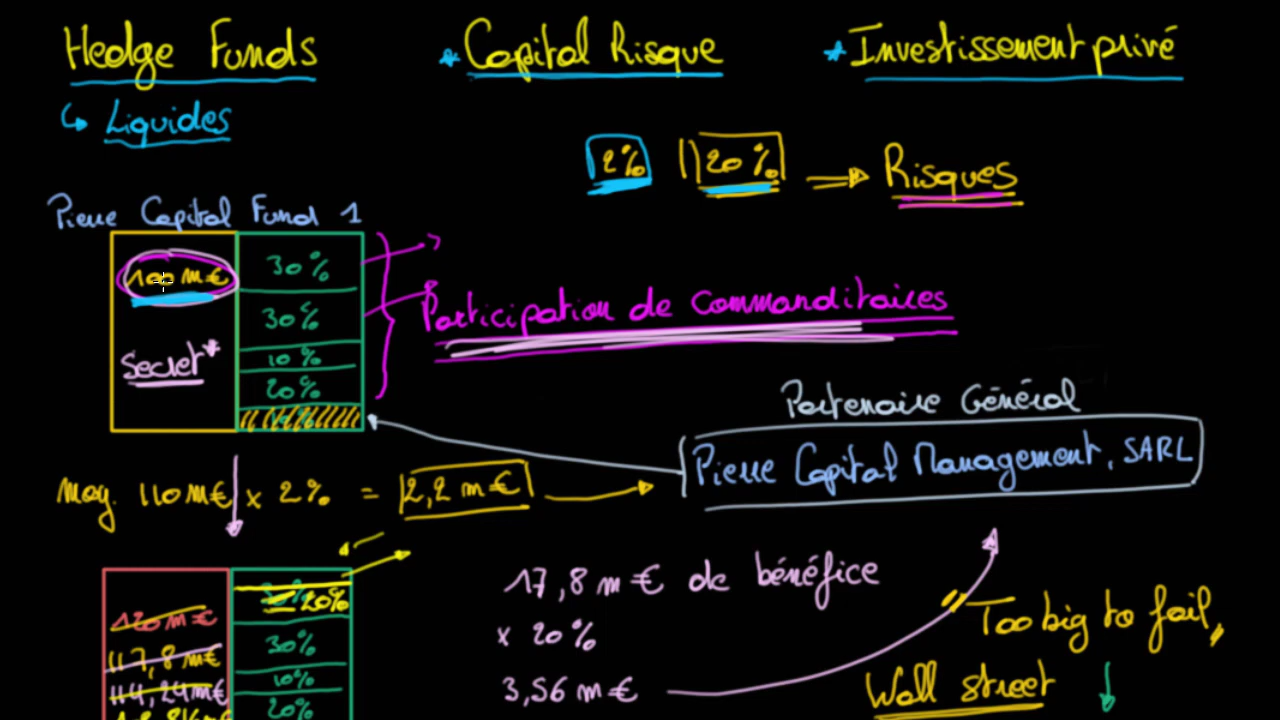 Hedge Funds
* Capital Risque
* Investissement privé
↳ Liquides
2% 20% ⇒ Risques
Pierre Capital Fund 1
100 m€ 30%
30%
Secret*
10%
20%
Participation de Commanditaires
Partenaire Général
Pierre Capital Management, SARL
Moy. 110 M€ x 2% = 2,2 m€
17,8 m€ de bénéfice
x 20%
3,56 m€
120 m€ 20%
117,8 m€ 30%
114,24 m€ 10%
20%
Too big to fail
Wall street